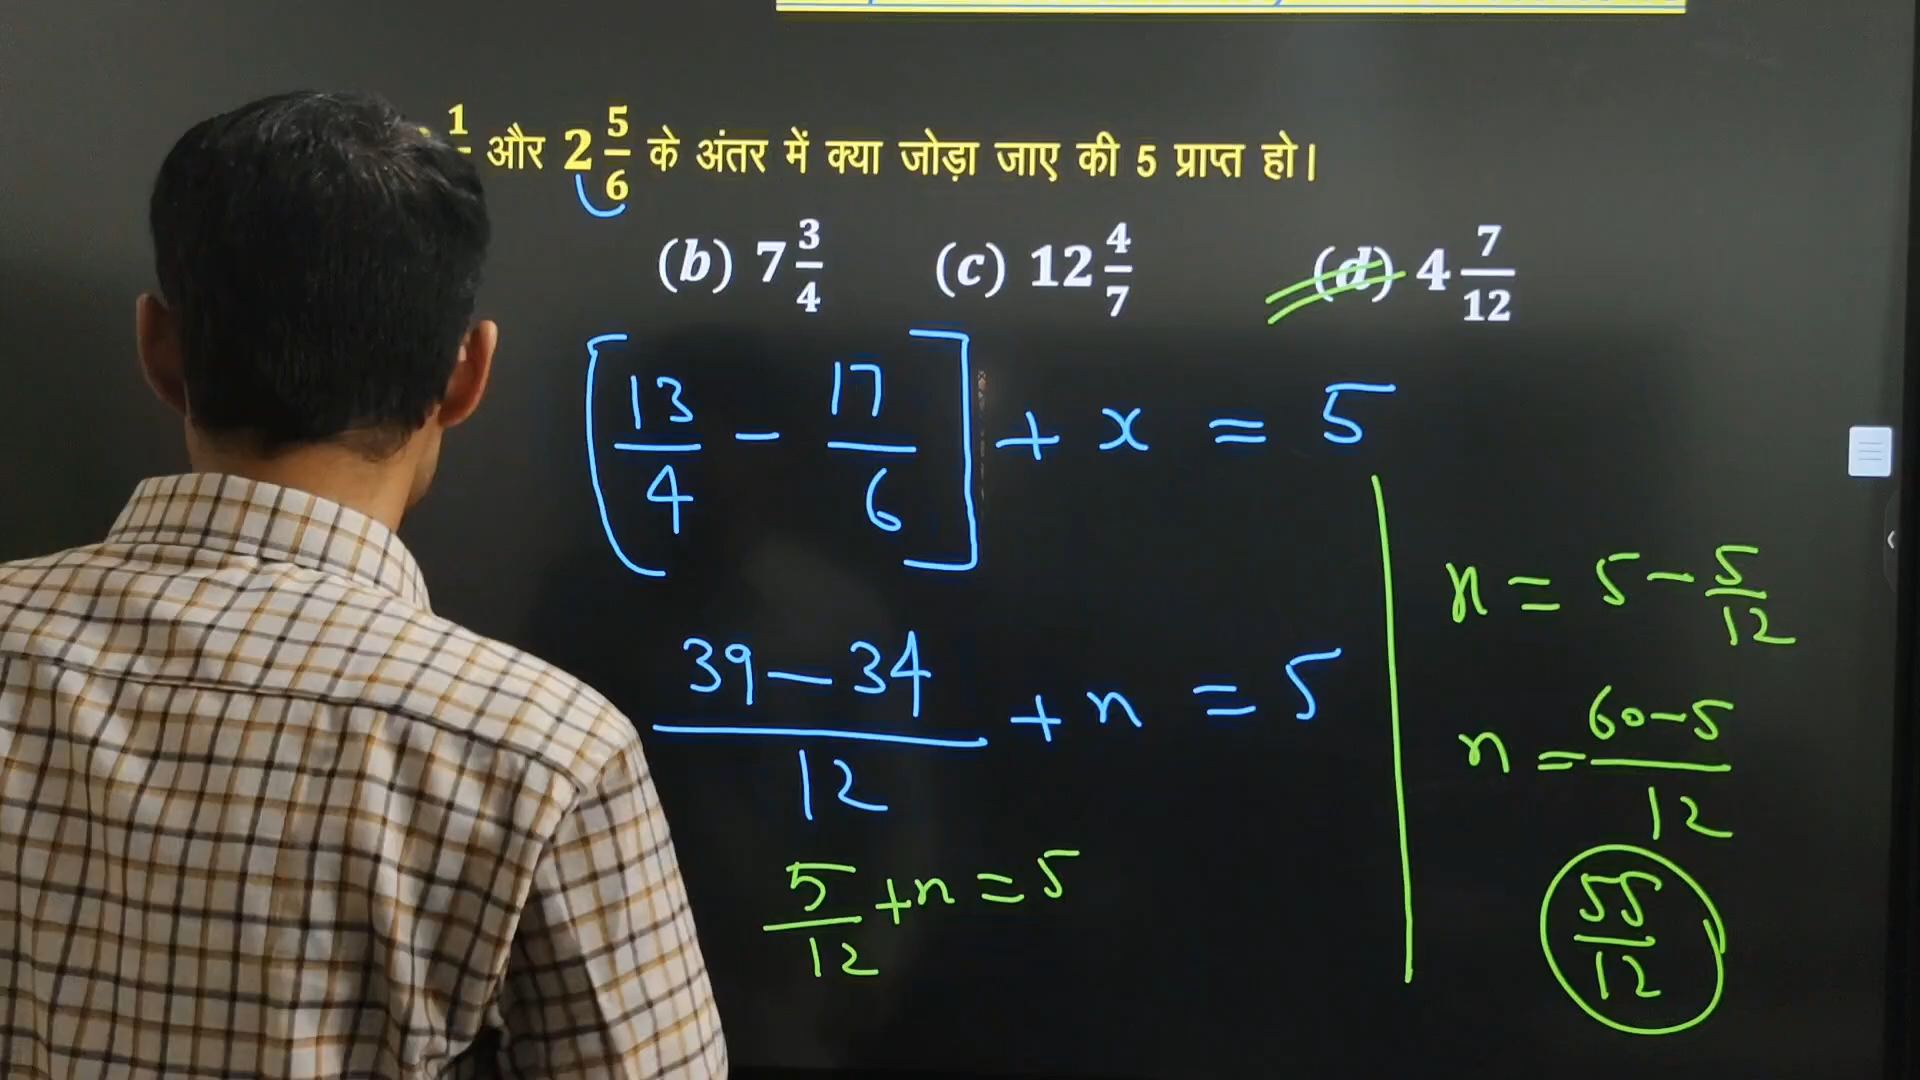 1 और 2 5/6 के अंतर में क्या जोड़ा जाए की 5 प्राप्त हो।
(b) 7 3/4 (c) 12 4/7 (d) 4 7/12
[13/4 - 17/6] + x = 5
39 - 34/12 + n = 5
5/12 + n = 5
n = 5 - 5/12
n = 60 - 5/12
55/12